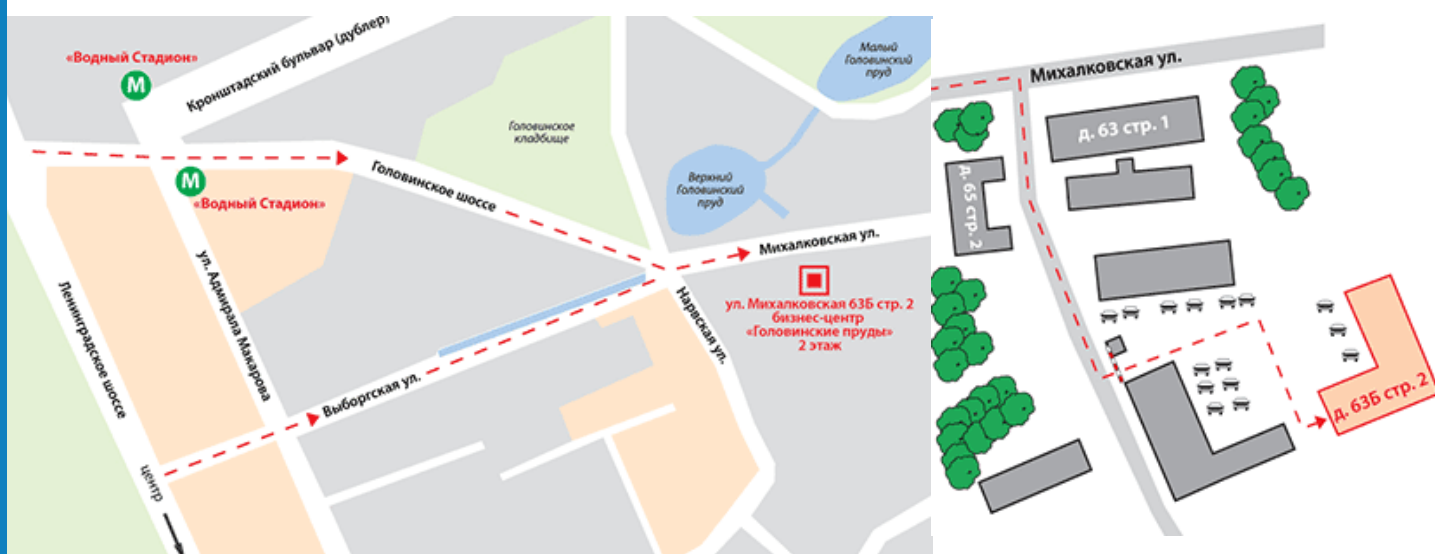 «Водный Стадион»
М
Кронштадский бульвар (дублер)
Малый
Головинский
пруд
Головинское
кладбище
М
«Водный Стадион»
Головинское шоссе
Верхний
Головинский
пруд
Михалковская ул.
ул. Михалковская 63Б стр. 2
бизнес-центр
«Головинские пруды»
2 этаж
Нарвская ул.
ул. Адмирала Макарова
Ленинградское шоссе
Выборгская ул.
центр
Михалковская ул.
д. 63 стр. 1
д. 65 стр. 2
д. 63Б стр. 2